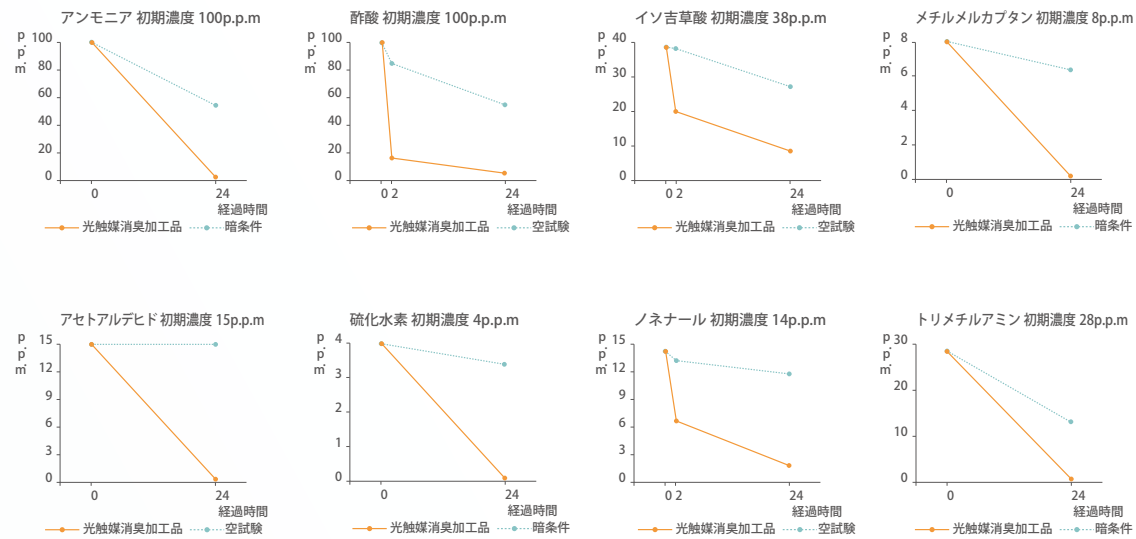 アンモニア 初期濃度 100p.p.m
p.p.m.
100
80
60
40
20
0
0
24
経過時間
光触媒消臭加工品
暗条件
酢酸 初期濃度 100p.p.m
p.p.m.
100
80
60
40
20
0
0 2
24
経過時間
光触媒消臭加工品
空試験
イソ吉草酸 初期濃度 38p.p.m
p.p.m.
40
30
20
10
0
0 2
24
経過時間
光触媒消臭加工品
空試験
メチルメルカプタン 初期濃度 8p.p.m
p.p.m.
8
6
4
2
0
0
24
経過時間
光触媒消臭加工品
暗条件
アセトアルデヒド 初期濃度 15p.p.m
p.p.m.
15
12
9
6
3
0
0
24
経過時間
光触媒消臭加工品
空試験
硫化水素 初期濃度 4p.p.m
p.p.m.
4
3
2
1
0
0
24
経過時間
光触媒消臭加工品
暗条件
ノネナール 初期濃度 14p.p.m
p.p.m.
15
12
9
6
3
0
0 2
24
経過時間
光触媒消臭加工品
空試験
トリメチルアミン 初期濃度 28p.p.m
p.p.m.
30
20
10
0
0
24
経過時間
光触媒消臭加工品
暗条件